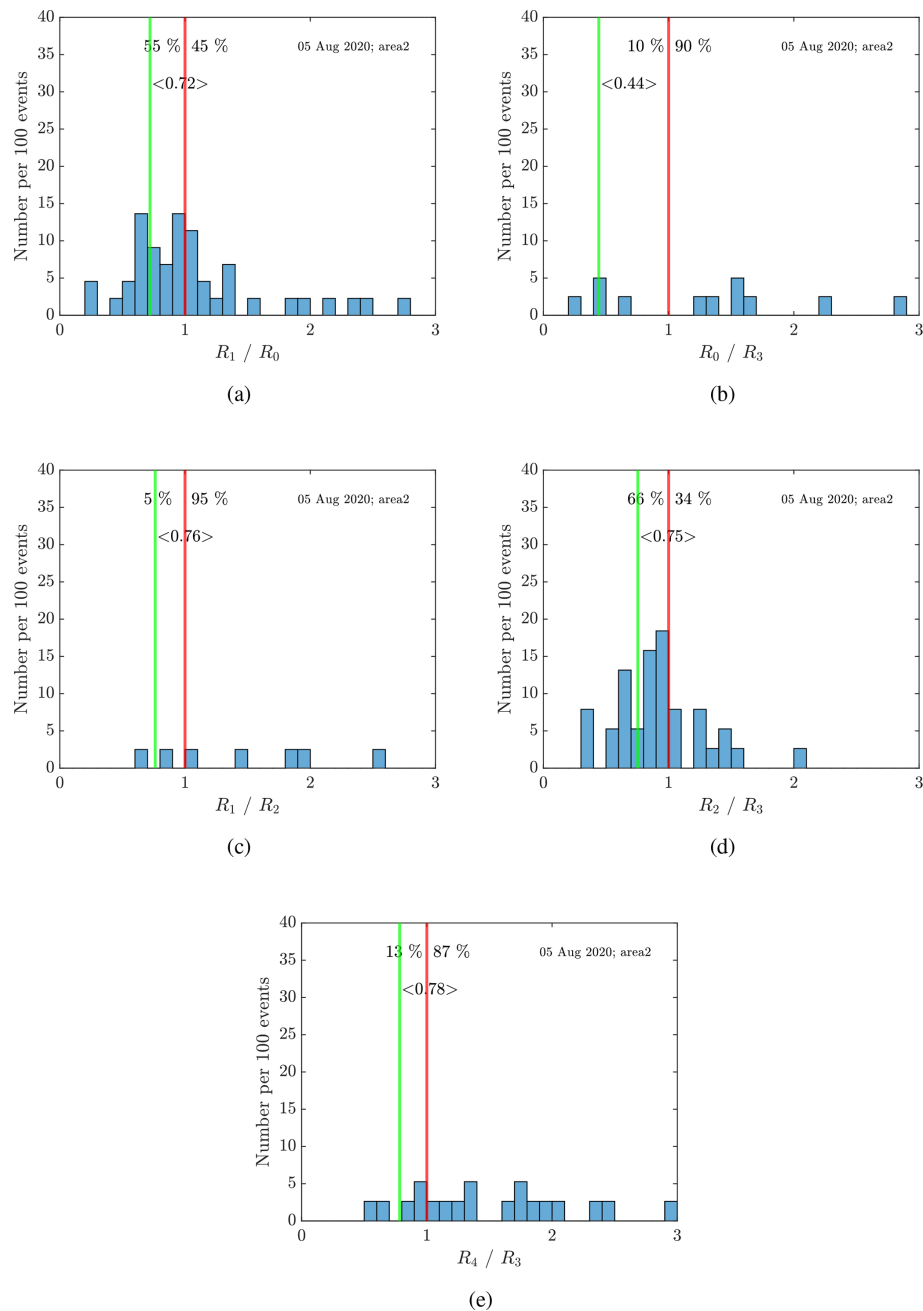 40
35
30
25
20
15
10
5
0
Number per 100 events
55 % 45 %
05 Aug 2020; area2
<0.72>
0 1 2 3
R1 / R0
(a)
40
35
30
25
20
15
10
5
0
Number per 100 events
10 % 90 %
05 Aug 2020; area2
<0.44>
0 1 2 3
R0 / R3
(b)
40
35
30
25
20
15
10
5
0
Number per 100 events
5 % 95 %
05 Aug 2020; area2
<0.76>
0 1 2 3
R1 / R2
(c)
40
35
30
25
20
15
10
5
0
Number per 100 events
66 % 34 %
05 Aug 2020; area2
<0.75>
0 1 2 3
R2 / R3
(d)
40
35
30
25
20
15
10
5
0
Number per 100 events
13 % 87 %
05 Aug 2020; area2
<0.78>
0 1 2 3
R4 / R3
(e)